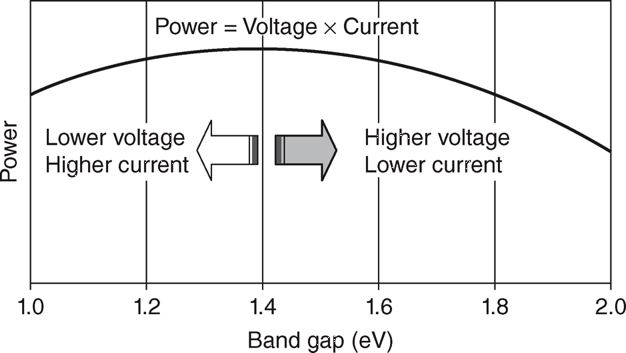 Power = Voltage × Current
Power
Lower voltage
Higher current
Higher voltage
Lower current
1.0
1.2
1.4
1.6
1.8
2.0
Band gap (eV)